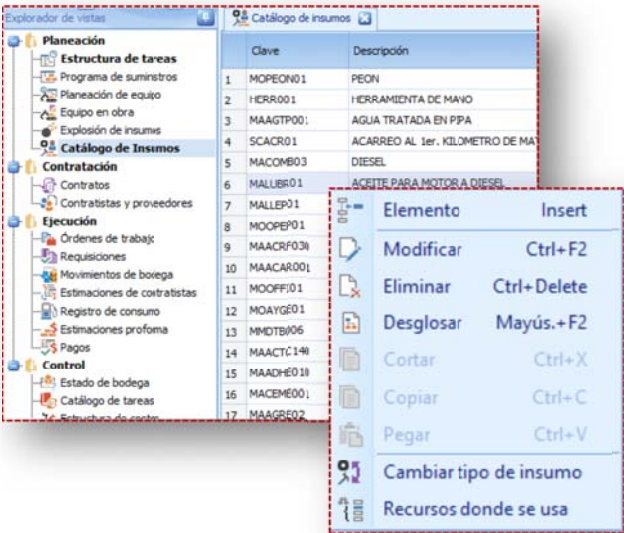 Explorador de vistas
Planeación
Estructura de tareas
Programa de suministros
Planeación de equipo
Equipo en obra
Explosión de insumos
Catálogo de Insumos
Contratación
Contratos
Contratistas y proveedores
Ejecución
Órdenes de trabajo
Requisiciones
Movimientos de bodega
Estimaciones de contratistas
Registro de consumo
Estimaciones proforma
Pagos
Control
Estado de bodega
Catálogo de tareas
Catálogo de insumos
Clave Descripción
1 MOPEON01 PEON
2 HERR001 HERRAMIENTA DE MANO
3 MAAGTP001 AGUA TRATADA EN PIPA
4 SCACR01 ACARREO AL 1er. KILOMETRO DE MA
5 MACOMB03 DIESEL
6 MALUBR01 ACEITE PARA MOTOR A DIESEL
7 MALLEP01
8 MOOPEP01
9 MAACRF030
10 MAACAR001
11 MOOFF101
12 MOAYGE01
13 MMDTB006
14
15 MAADHE010
16 MACEME001
17 MAAGRE02
Elemento Insert
Modificar Ctrl+F2
Eliminar Ctrl+Delete
Desglosar Mayús.+F2
Cortar Ctrl+X
Copiar Ctrl+C
Pegar Ctrl+V
Cambiar tipo de insumo
Recursos donde se usa